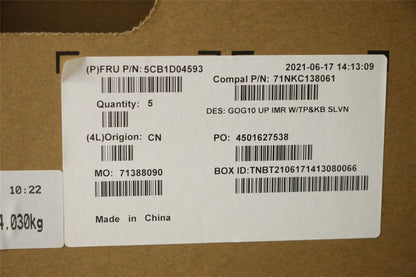 (P)FRU P/N: 5CB1D04593
2021-06-17 14:13:09
Compal P/N: 71NKC138061
Quantity: 5
DES: GOG10 UP IMR W/TP&KB SLVN
(4L)Origion: CN
PO: 4501627538
MO: 71388090
BOX ID:TNBT2106171413080066
Made in China
10:22
4.030kg